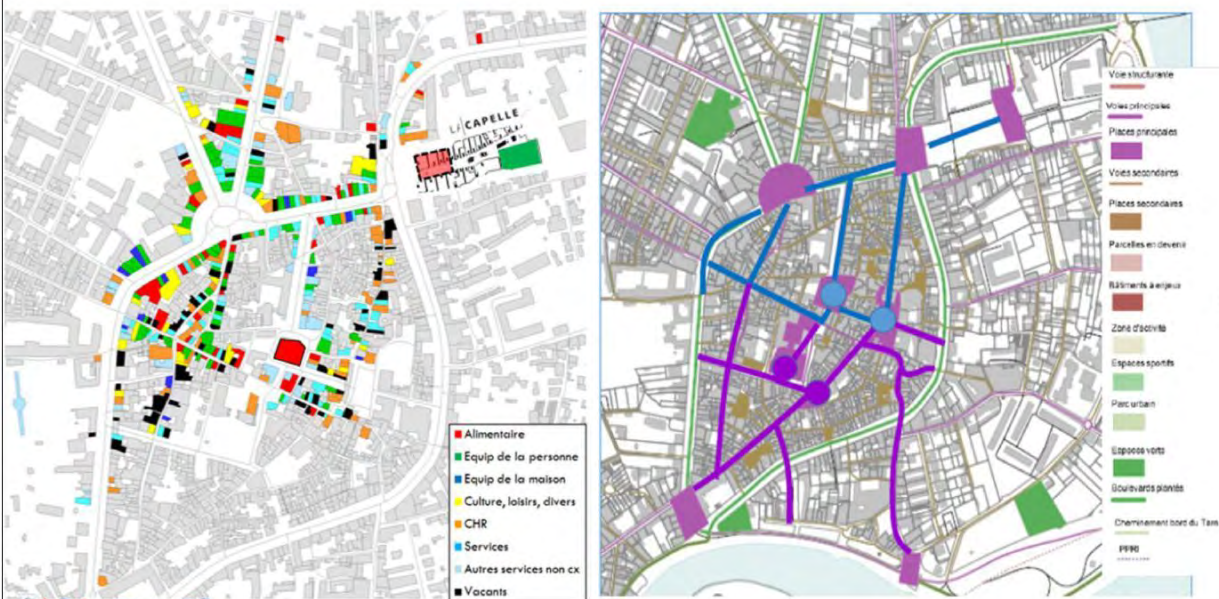 LA CAPELLE
Alimentaire
Equip de la personne
Equip de la maison
Culture, loisirs, divers
CHR
Services
Autres services non cx
Vacants
Voie structurante
Voies principales
Places principales
Voies secondaires
Places secondaires
Parcelles en devenir
Bâtiments à enjeux
Zone d'activité
Espaces sportifs
Parc urbain
Espaces verts
Boulevards plantés
Cheminement bord du Tarn
PPRI